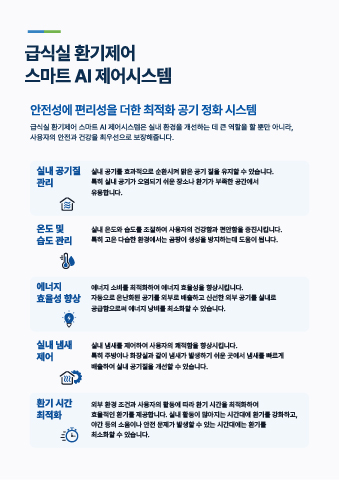 급식실 환기제어
스마트 AI 제어시스템
안전성에 편리성을 더한 최적화 공기 정화 시스템
급식실 환기제어 스마트 AI 제어시스템은 실내 환경을 개선하는 데 큰 역할을 할 뿐만 아니라,
사용자의 안전과 건강을 최우선으로 보장해줍니다.
실내 공기질
관리
실내 공기를 효과적으로 순환시켜 맑은 공기 질을 유지할 수 있습니다.
특히 실내 공기가 오염되기 쉬운 장소나 환기가 부족한 공간에서
유용합니다.
온도 및
습도 관리
실내 온도와 습도를 조절하여 사용자의 건강함과 편안함을 증진시킵니다.
특히 고온 다습한 환경에서는 곰팡이 생성을 방지하는데 도움이 됩니다.
에너지
효율성 향상
에너지 소비를 최적화하여 에너지 효율성을 향상시킵니다.
자동으로 온난화된 공기를 외부로 배출하고 신선한 외부 공기를 실내로
공급함으로써 에너지 낭비를 최소화할 수 있습니다.
실내 냄새
제어
실내 냄새를 제어하여 사용자의 쾌적함을 향상시킵니다.
특히 주방이나 화장실과 같이 냄새가 발생하기 쉬운 곳에서 냄새를 빠르게
배출하여 실내 공기질을 개선할 수 있습니다.
환기 시간
최적화
외부 환경 조건과 사용자의 활동에 따라 환기 시간을 최적화하여
효율적인 환기를 제공합니다. 실내 활동이 많아지는 시간대에 환기를 강화하고,
야간 등의 소음이나 안전 문제가 발생할 수 있는 시간대에는 환기를
최소화할 수 있습니다.